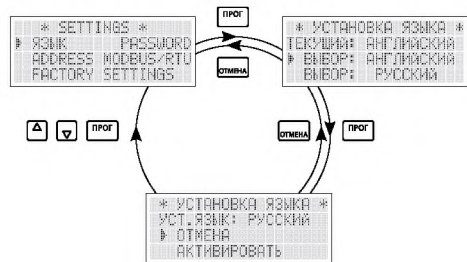 ПРОГ
* SETTINGS *
ЯЗЫК PASSWORD
ADDRESS MODBUS/RTU
FACTORY SETTINGS
* УСТАНОВКА ЯЗЫКА *
ТЕКУЩИЙ: АНГЛИЙСКИЙ
ВЫБОР: АНГЛИЙСКИЙ
ВЫБОР: РУССКИЙ
ОТМЕНА
ПРОГ
ОТМЕНА
ПРОГ
* УСТАНОВКА ЯЗЫКА *
УСТ.ЯЗЫК: РУССКИЙ
ОТМЕНА
АКТИВИРОВАТЬ